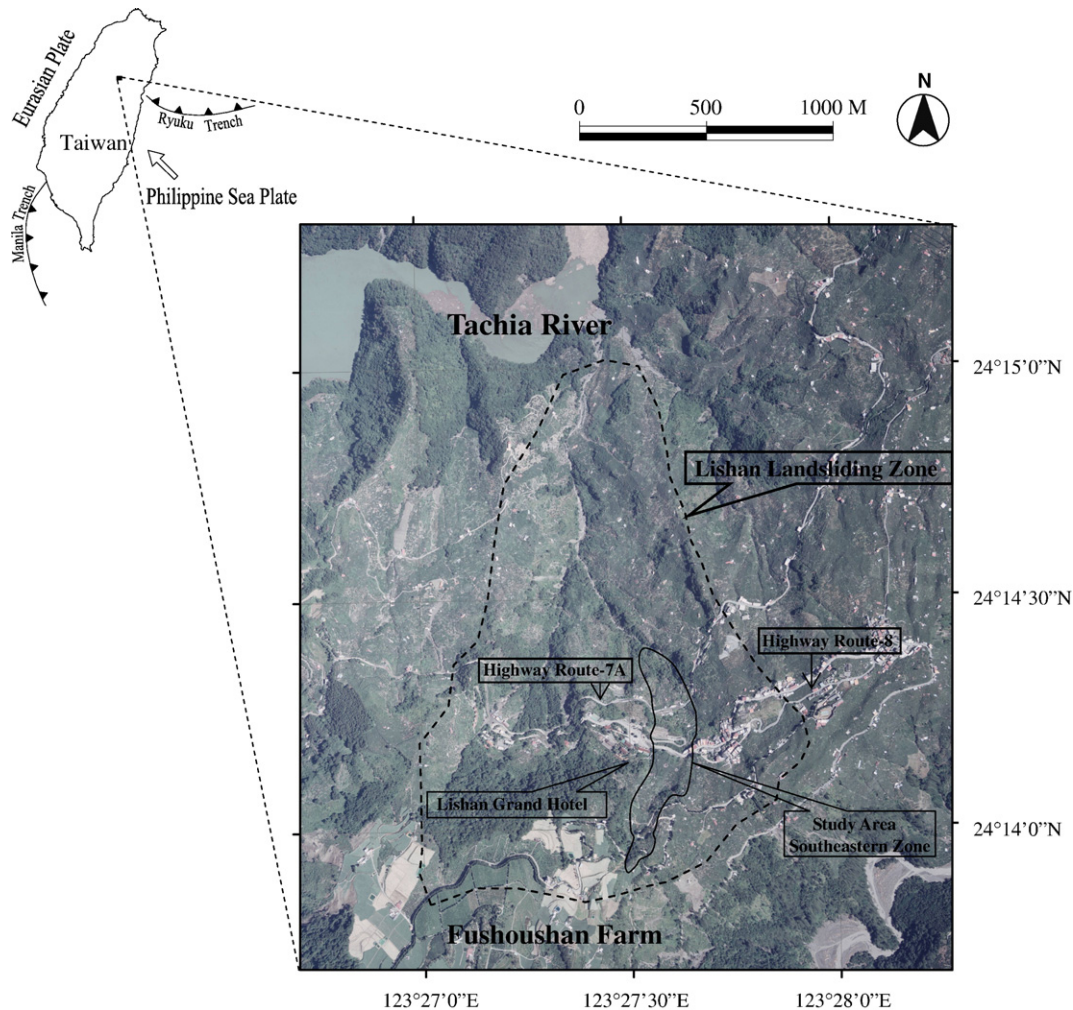 Eurasian Plate
Taiwan
Ryuku Trench
Philippine Sea Plate
Manila Trench
0 500 1000 M
N
Tachia River
24°15’0”N
Lishan Landsliding Zone
24°14’30”N
Highway Route-8
Highway Route-7A
Lishan Grand Hotel
Study Area
Southeastern Zone
24°14’0”N
Fushoushan Farm
123°27’0”E 123°27’30”E 123°28’0”E